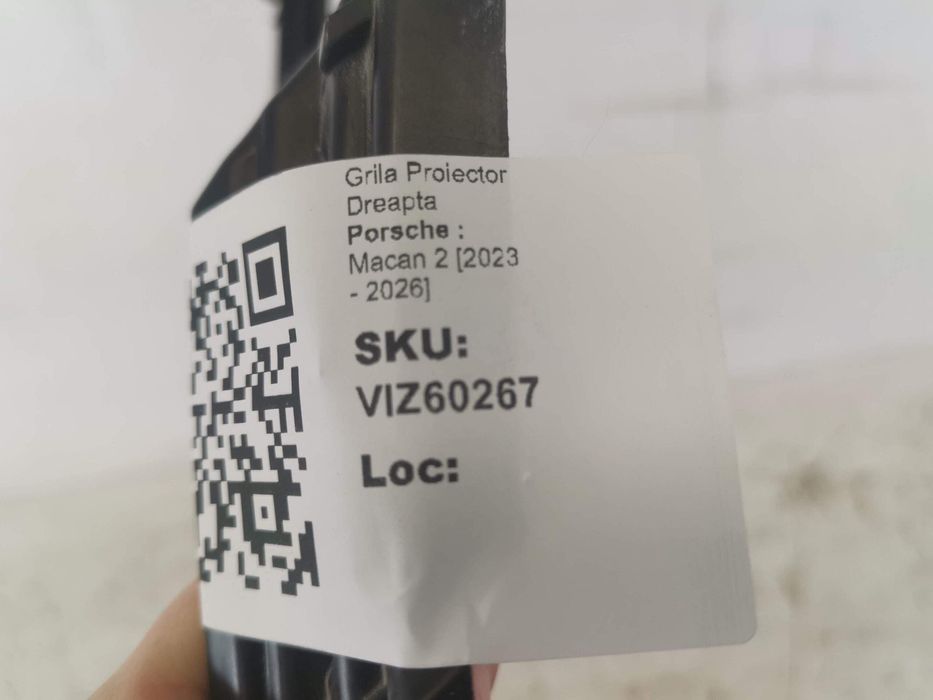 Grila Proiector
Dreapta
Porsche :
Macan 2 [2023
- 2026]
SKU:
VIZ60267
Loc: